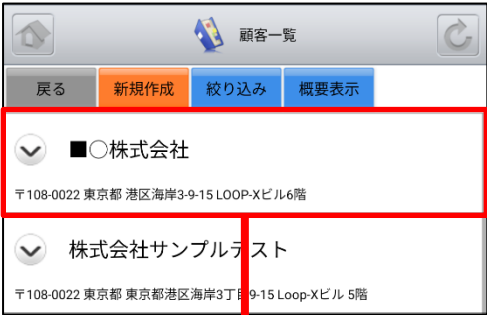 顧客一覧
戻る 新規作成 絞り込み 概要表示
■○株式会社
〒108-0022 東京都 港区海岸3-9-15 LOOP-Xビル6階
株式会社サンプルテスト
〒108-0022 東京都 東京都港区海岸3丁目9-15 Loop-Xビル 5階